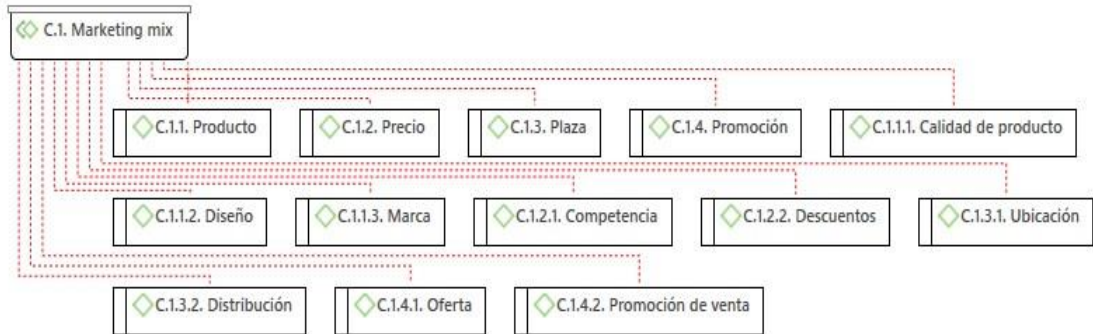 C.1. Marketing mix
C.1.1. Producto
C.1.2. Precio
C.1.3. Plaza
C.1.4. Promoción
C.1.1.1. Calidad de producto
C.1.1.2. Diseño
C.1.1.3. Marca
C.1.2.1. Competencia
C.1.2.2. Descuentos
C.1.3.1. Ubicación
C.1.3.2. Distribución
C.1.4.1. Oferta
C.1.4.2. Promoción de venta